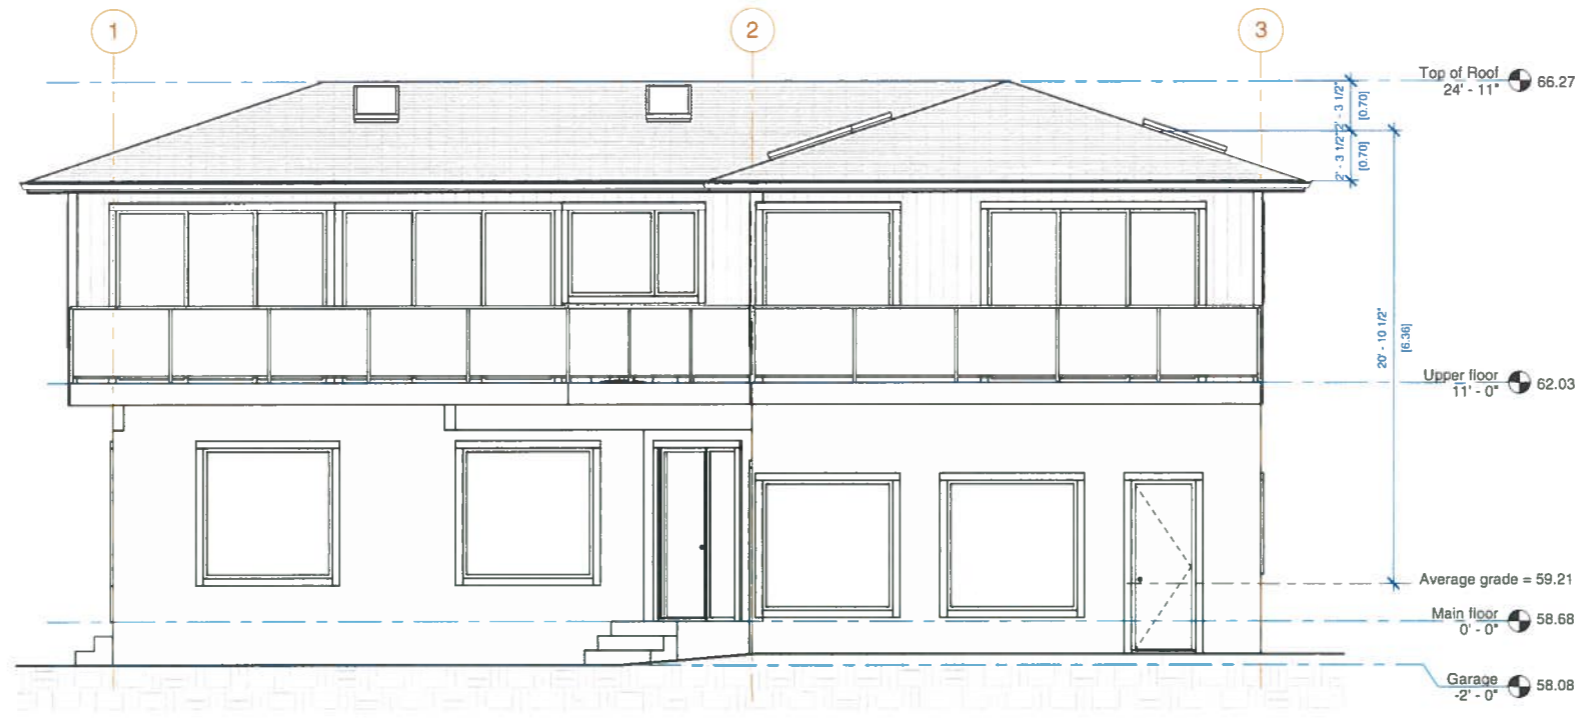 1
2
3
Top of Roof
24' - 11"
66.27
2' - 3 1/2"
[0.70]
2' - 3 1/2"
[0.70]
20' - 10 1/2"
[6.36]
Upper floor
11' - 0"
62.03
Average grade = 59.21
Main floor
0' - 0"
58.68
Garage
-2' - 0"
58.08